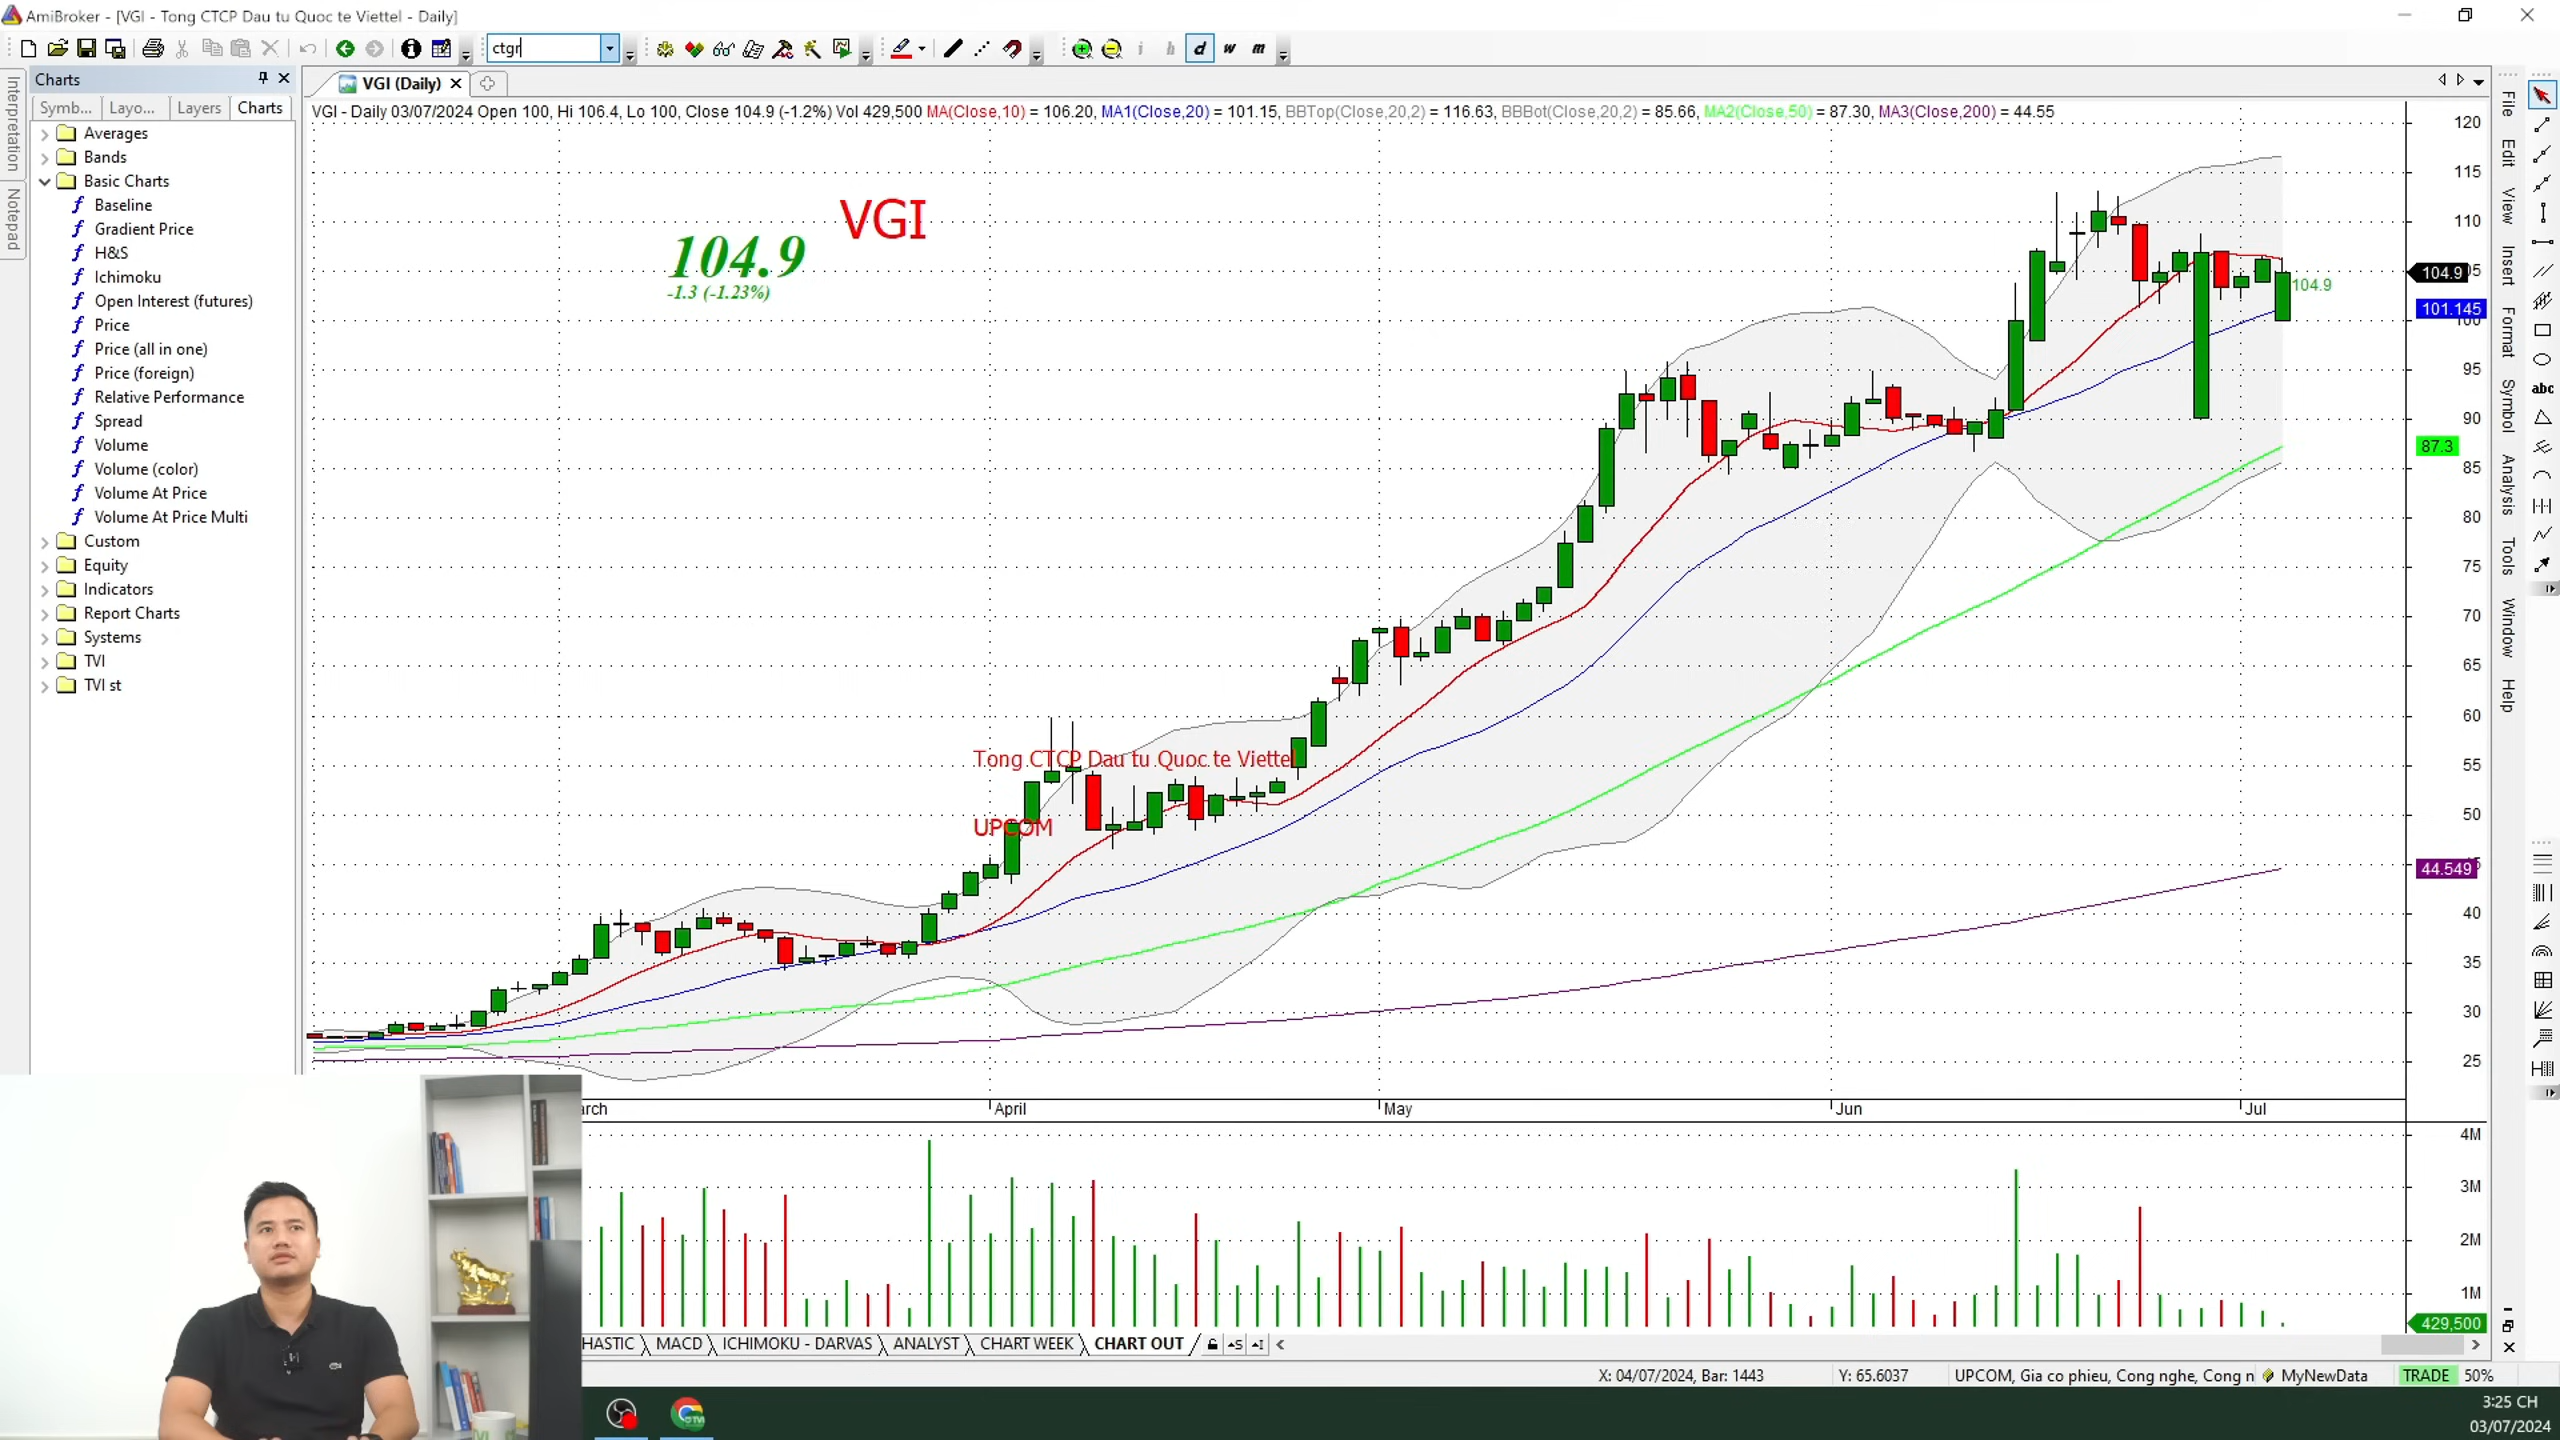 AmiBroker - [VGI - Tong CTCP Dau tu Quoc te Viettel - Daily]
ctgr
i h d w m
Charts
VGI (Daily)
Symb... Layo... Layers Charts
VGI - Daily 03/07/2024 Open 100, Hi 106.4, Lo 100, Close 104.9 (-1.2%) Vol 429,500 MA(Close,10) = 106.20, MA1(Close,20) = 101.15, BBTop(Close,20,2) = 116.63, BBBot(Close,20,2) = 85.66, MA2(Close,50) = 87.30, MA3(Close,200) = 44.55
Interpretation
Notepad
Averages
Bands
Basic Charts
Baseline
Gradient Price
H&S
Ichimoku
Open Interest (futures)
Price
Price (all in one)
Price (foreign)
Relative Performance
Spread
Volume
Volume (color)
Volume At Price
Volume At Price Multi
Custom
Equity
Indicators
Report Charts
Systems
TVI
TVI st
VGI
104.9
-1.3 (-1.23%)
104.9
Tong CTCP Dau tu Quoc te Viettel
UPCOM
120
115
110
104.9
101.145
100
95
90
87.3
85
80
75
70
65
60
55
50
44.549
40
35
30
25
April May Jun Jul
4M
3M
2M
1M
429,500
File
Edit
View
Insert
Format
Symbol
Analysis
Tools
Window
Help
abc
HASTIC MACD ICHIMOKU - DARVAS ANALYST CHART WEEK CHART OUT
X: 04/07/2024, Bar: 1443 Y: 65.6037 UPCOM, Gia co phieu, Cong nghe, Cong n MyNewData TRADE 50%
3:25 CH
03/07/2024